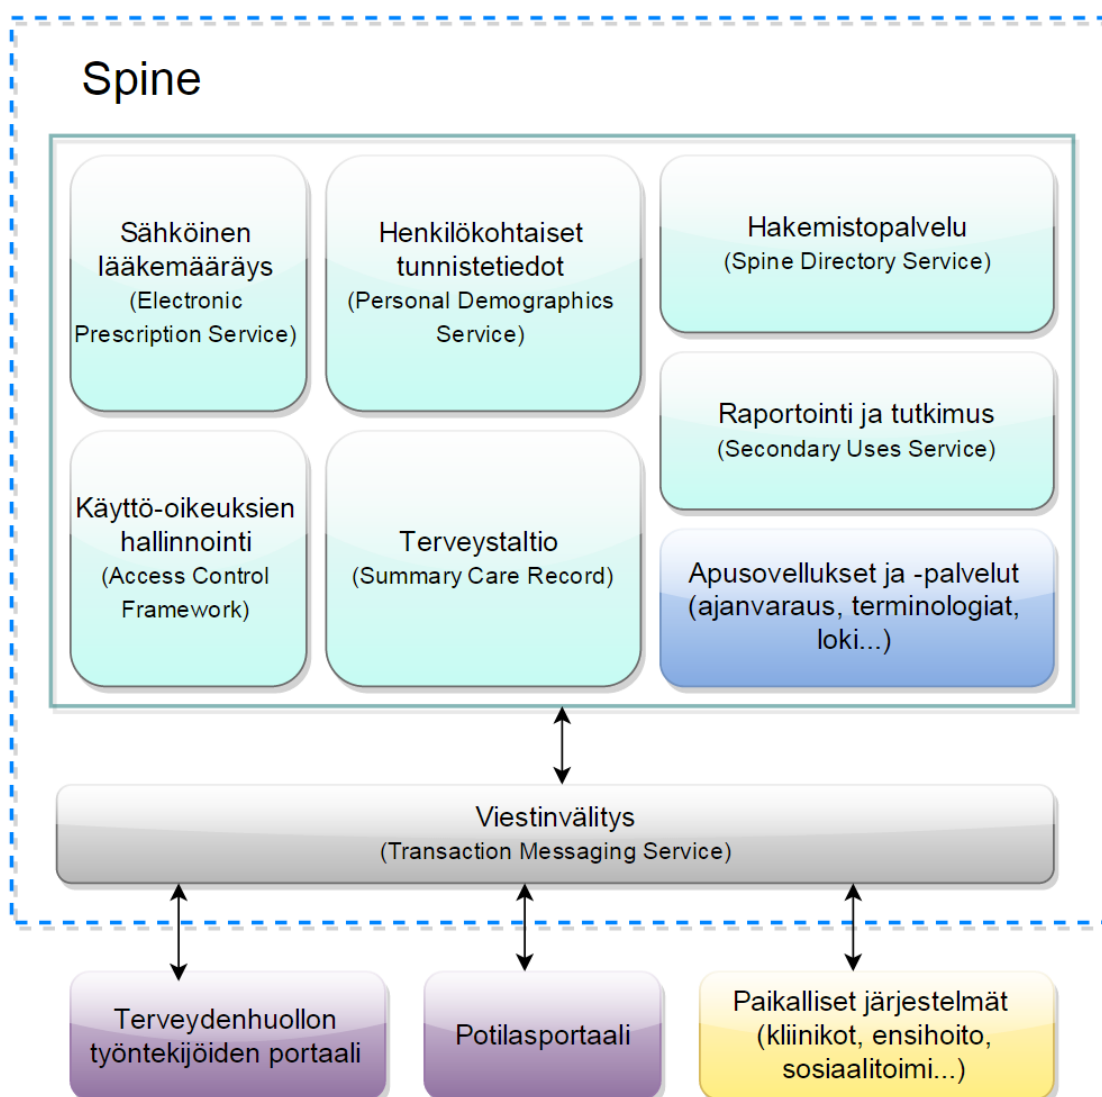 Spine
Sähköinen
lääkemääräys
(Electronic
Prescription Service)
Henkilökohtaiset
tunnistetiedot
(Personal Demographics
Service)
Hakemistopalvelu
(Spine Directory Service)
Raportointi ja tutkimus
(Secondary Uses Service)
Käyttö-oikeuksien
hallinnointi
(Access Control
Framework)
Terveystaltio
(Summary Care Record)
Apusovellukset ja -palvelut
(ajanvaraus, terminologiat,
loki...)
Viestinvälitys
(Transaction Messaging Service)
Terveydenhuollon
työntekijöiden portaali
Potilasportaali
Paikalliset järjestelmät
(kliinikot, ensihoito,
sosiaalitoimi...)